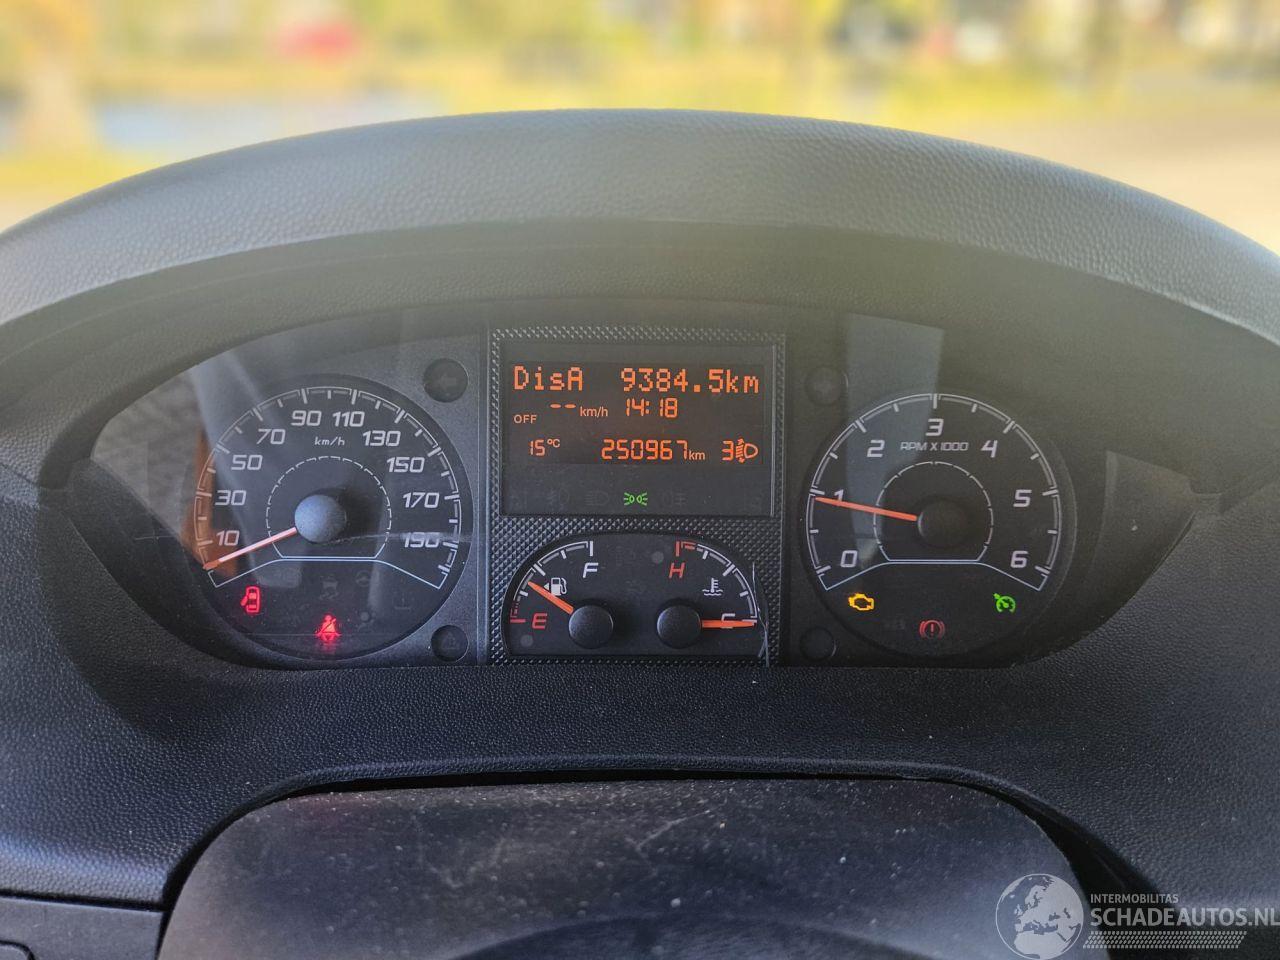 DisA 9384.5km
OFF --km/h 14:18
15°C 250967km 3
10 30 50 70 90 110 130 150 170 190
km/h
0 1 2 3 4 5 6
RPM X 1000
E F
H C
INTERMOBILITAS
SCHADEAUTOS.NL